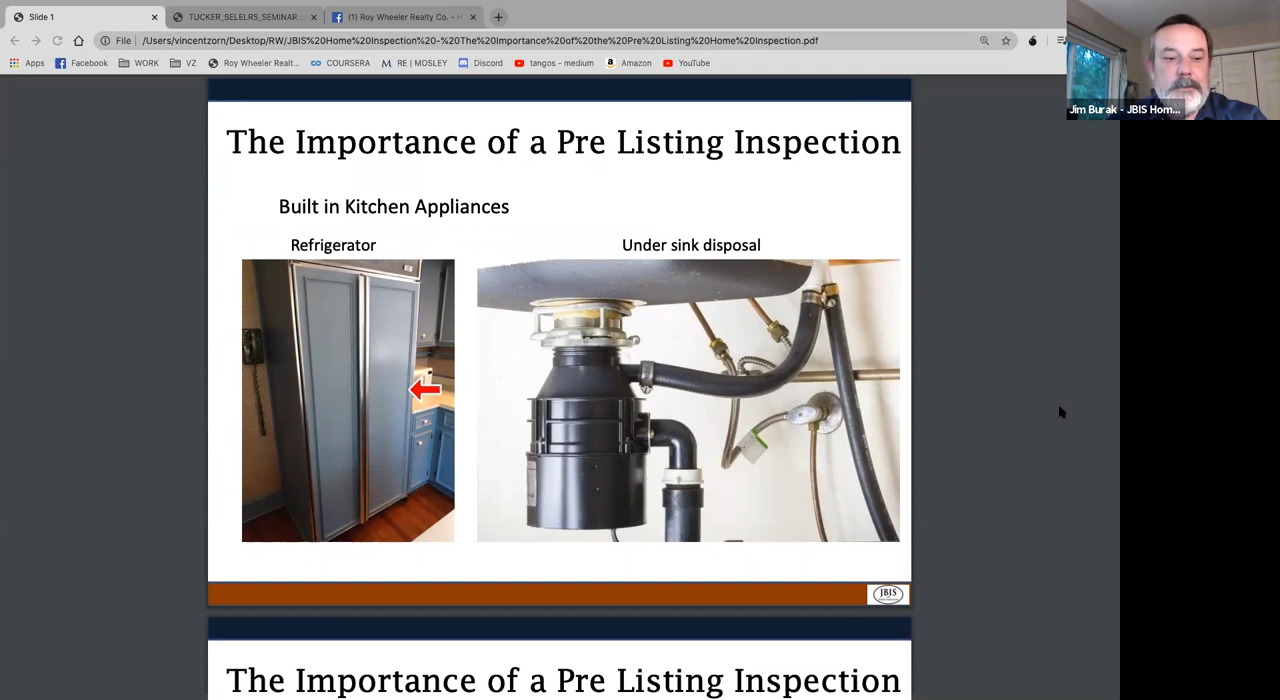 Slide 1
TUCKER_SELELRS_SEMINAR
(1) Roy Wheeler Realty Co. - H
File
/Users/vincentzorn/Desktop/RW/JBIS%20Home%20Inspection%20-%20The%20Importance%20of%20the%20Pre%20Listing%20Home%20Inspection.pdf
Apps Facebook WORK VZ Roy Wheeler Realt... COURSERA RE | MOSLEY Discord tangos - medium Amazon YouTube
Jim Burak - JBIS Hom...
The Importance of a Pre Listing Inspection
Built in Kitchen Appliances
Refrigerator
Under sink disposal
JBIS
The Importance of a Pre Listing Inspection